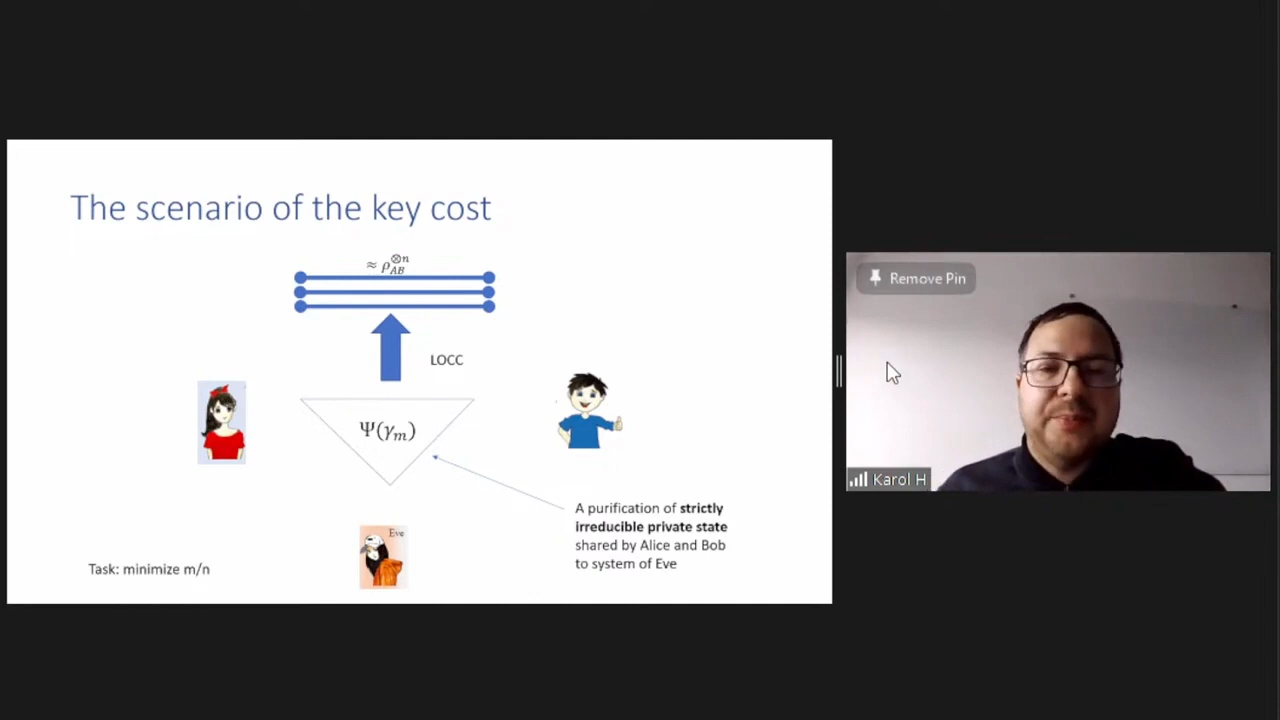 The scenario of the key cost
≈ ρ_AB^⊗n
LOCC
Ψ(γ_m)
A purification of strictly
irreducible private state
shared by Alice and Bob
to system of Eve
Eve
Task: minimize m/n
Remove Pin
Karol H